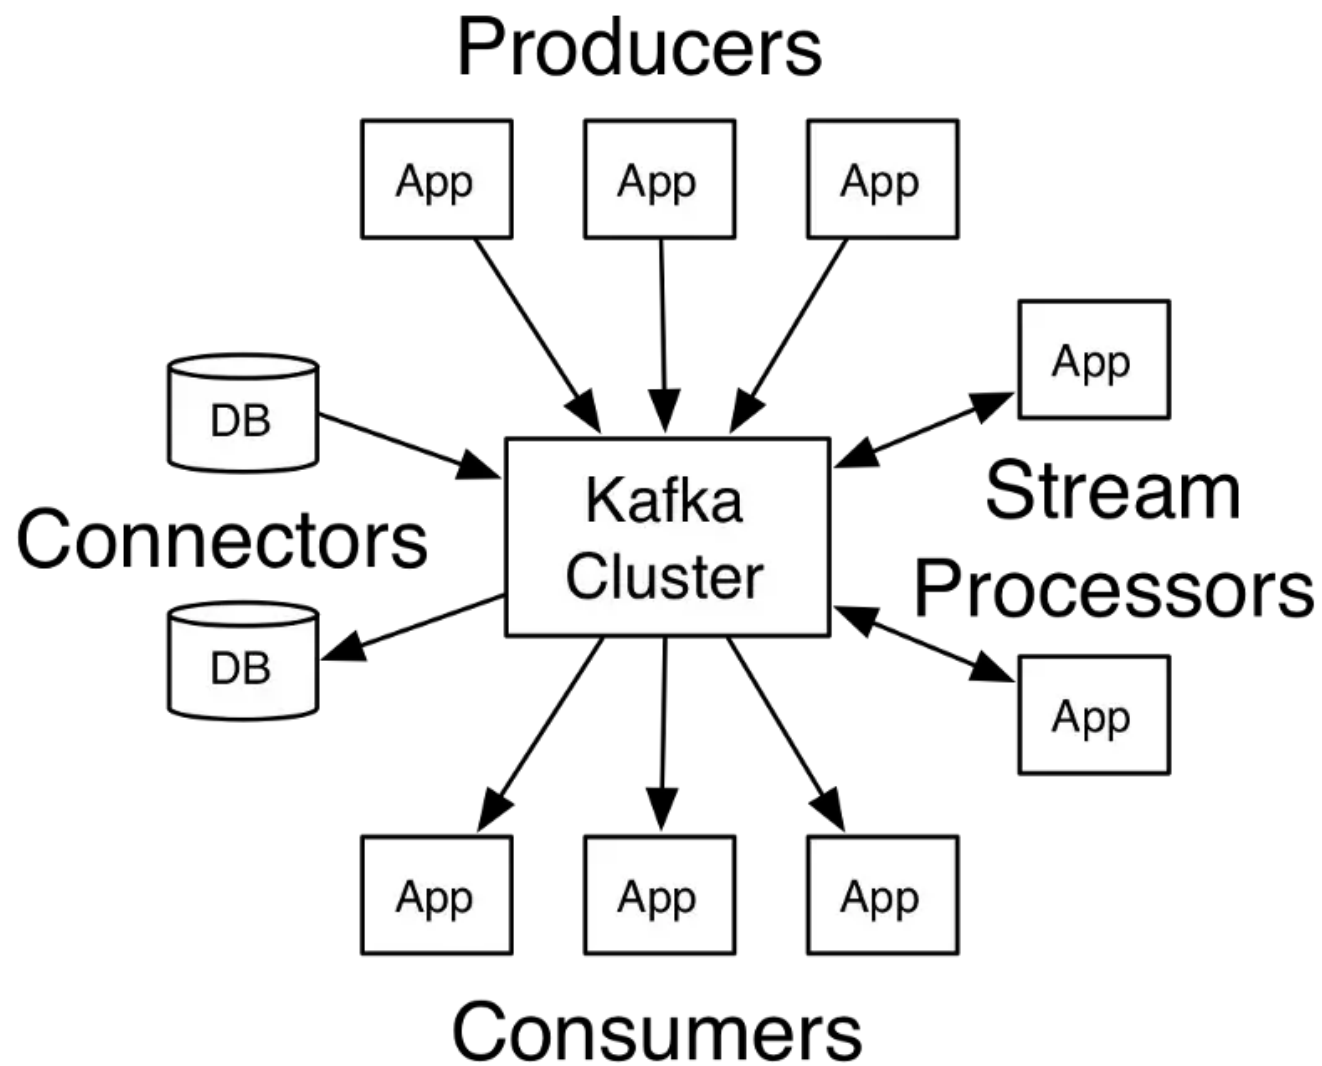 Producers
App
App
App
App
DB
Stream
Processors
Kafka
Cluster
Connectors
DB
App
App
App
App
Consumers